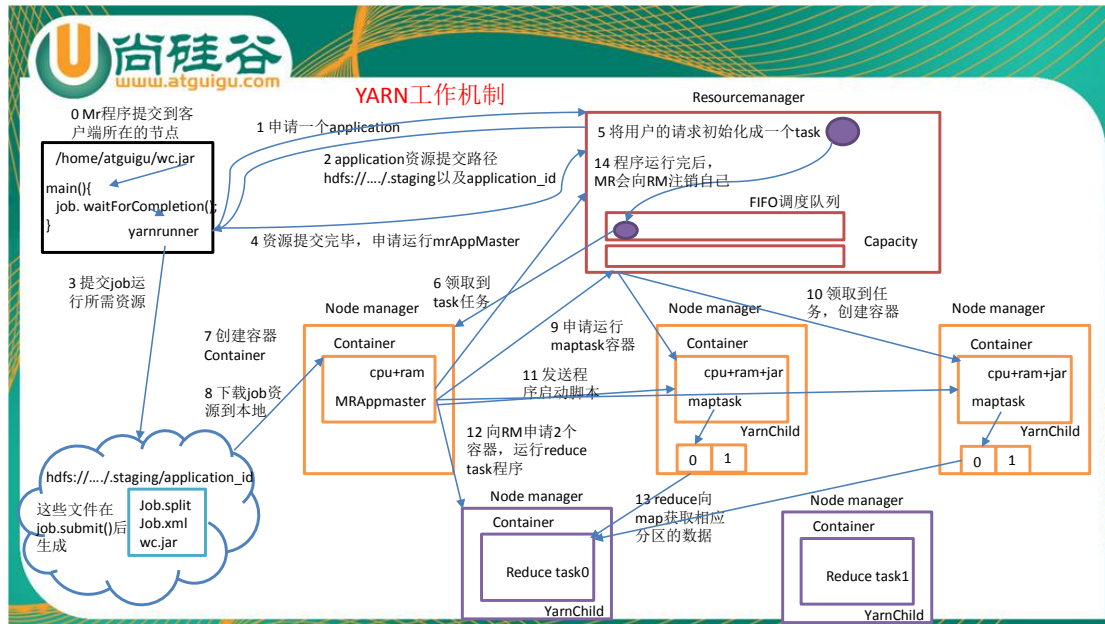 尚硅谷
www.atguigu.com
YARN工作机制
0 Mr程序提交到客
户端所在的节点
/home/atguigu/wc.jar
main(){
job. waitForCompletion();
}
yarnrunner
1 申请一个application
2 application资源提交路径
hdfs://…./.staging以及application_id
4 资源提交完毕，申请运行mrAppMaster
Resourcemanager
5 将用户的请求初始化成一个task
14 程序运行完后，
MR会向RM注销自己
FIFO调度队列
Capacity
3 提交job运
行所需资源
6 领取到
task任务
7 创建容器
Container
8 下载job资
源到本地
Node manager
Container
cpu+ram
MRAppmaster
9 申请运行
maptask容器
11 发送程
序启动脚本
10 领取到任
务，创建容器
Node manager
Container
cpu+ram+jar
maptask
YarnChild
0
1
Node manager
Container
cpu+ram+jar
maptask
YarnChild
0
1
12 向RM申请2个
容器，运行reduce
task程序
13 reduce向
map获取相应
分区的数据
hdfs://…./.staging/application_id
这些文件在
job.submit()后
生成
Job.split
Job.xml
wc.jar
Node manager
Container
Reduce task0
YarnChild
Node manager
Container
Reduce task1
YarnChild